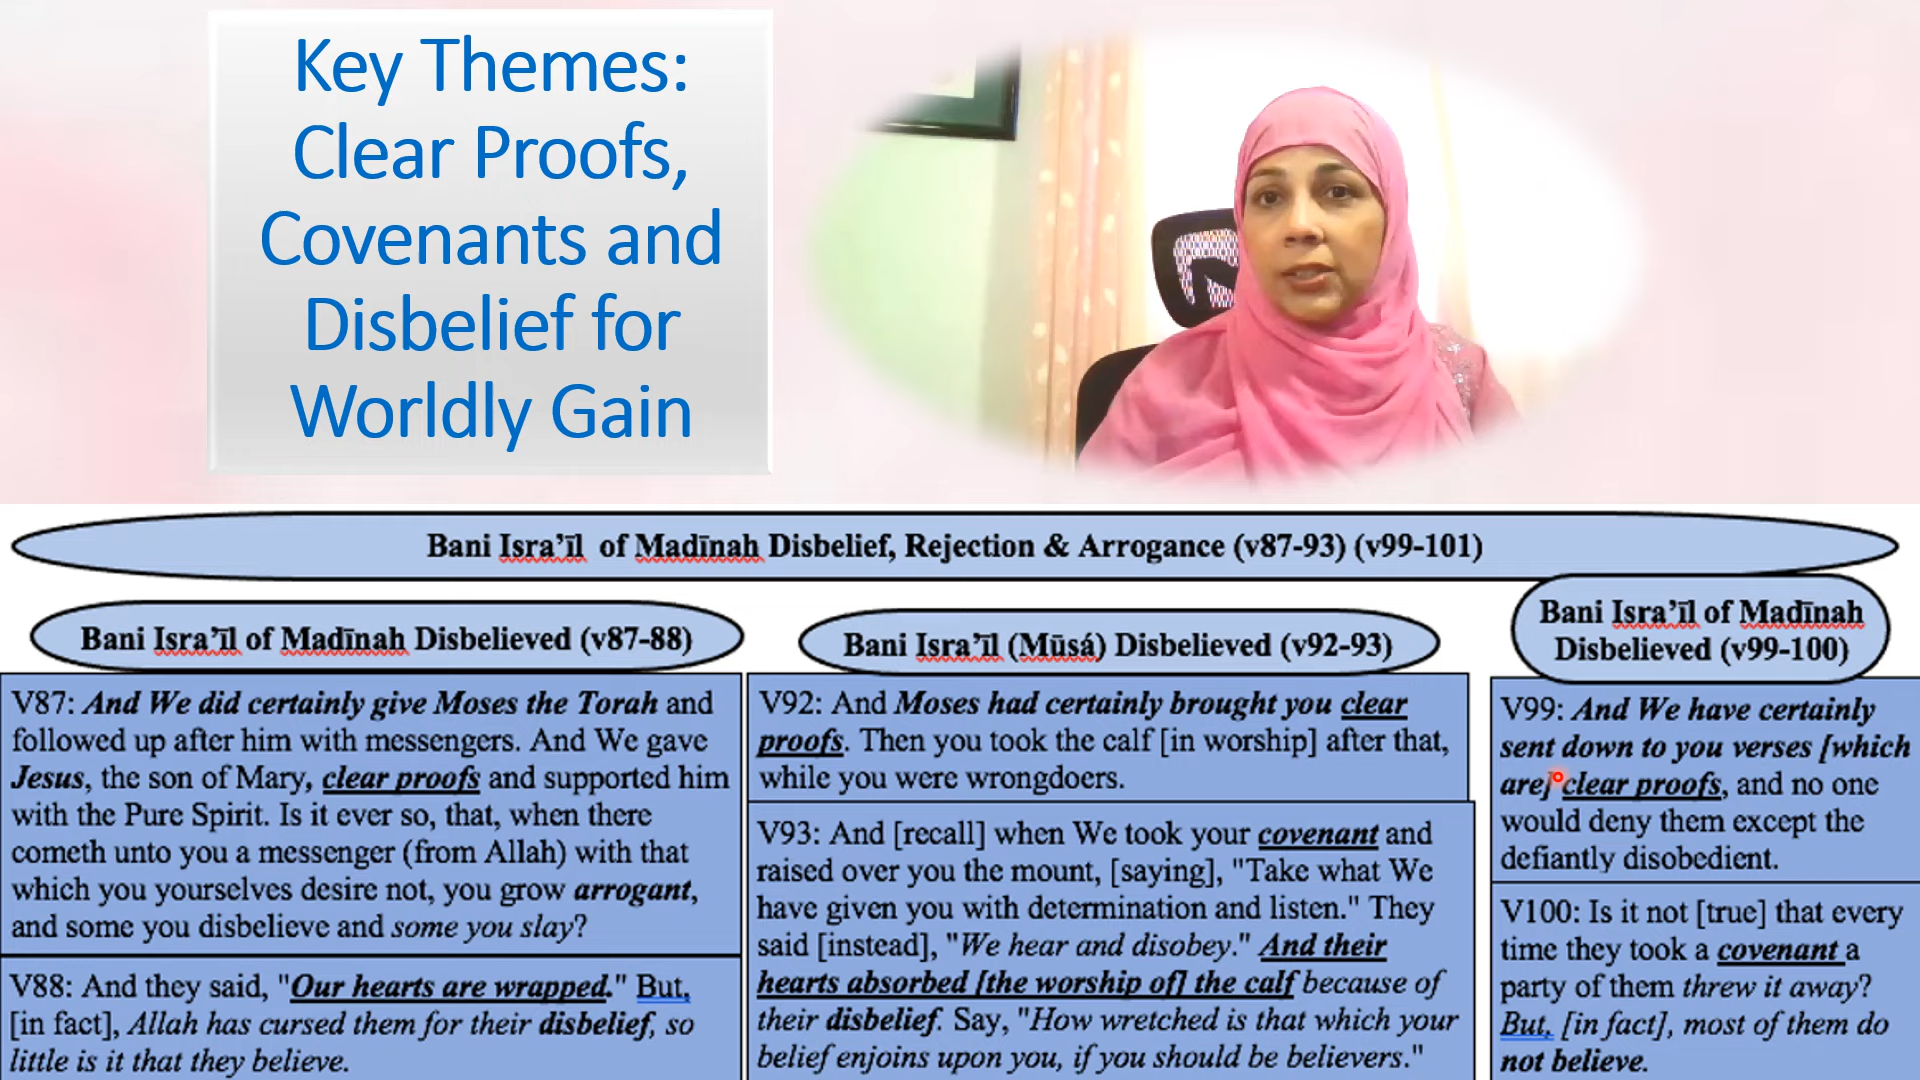 Key Themes:
Clear Proofs,
Covenants and
Disbelief for
Worldly Gain
Bani Isra’īl of Madīnah Disbelief, Rejection & Arrogance (v87-93) (v99-101)
Bani Isra’īl of Madīnah Disbelieved (v87-88)
V87: And We did certainly give Moses the Torah and
followed up after him with messengers. And We gave
Jesus, the son of Mary, clear proofs and supported him
with the Pure Spirit. Is it ever so, that, when there
cometh unto you a messenger (from Allah) with that
which you yourselves desire not, you grow arrogant,
and some you disbelieve and some you slay?
V88: And they said, "Our hearts are wrapped." But,
[in fact], Allah has cursed them for their disbelief, so
little is it that they believe.
Bani Isra’īl (Mūsá) Disbelieved (v92-93)
V92: And Moses had certainly brought you clear
proofs. Then you took the calf [in worship] after that,
while you were wrongdoers.
V93: And [recall] when We took your covenant and
raised over you the mount, [saying], "Take what We
have given you with determination and listen." They
said [instead], "We hear and disobey." And their
hearts absorbed [the worship of] the calf because of
their disbelief. Say, "How wretched is that which your
belief enjoins upon you, if you should be believers."
Bani Isra’īl of Madīnah
Disbelieved (v99-100)
V99: And We have certainly
sent down to you verses [which
are] clear proofs, and no one
would deny them except the
defiantly disobedient.
V100: Is it not [true] that every
time they took a covenant a
party of them threw it away?
But, [in fact], most of them do
not believe.